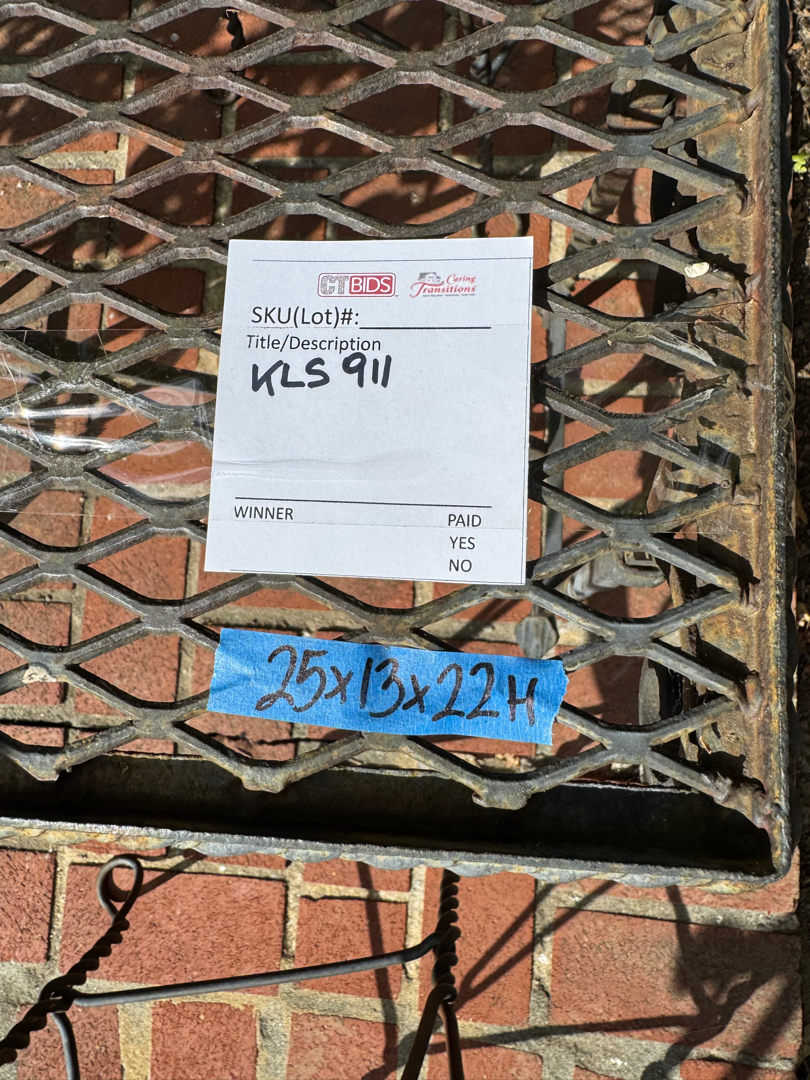 CTBIDS
Caring
Transitions
SKU(Lot)#:
Title/Description
KLS 911
WINNER
PAID
YES
NO
25x13x22H